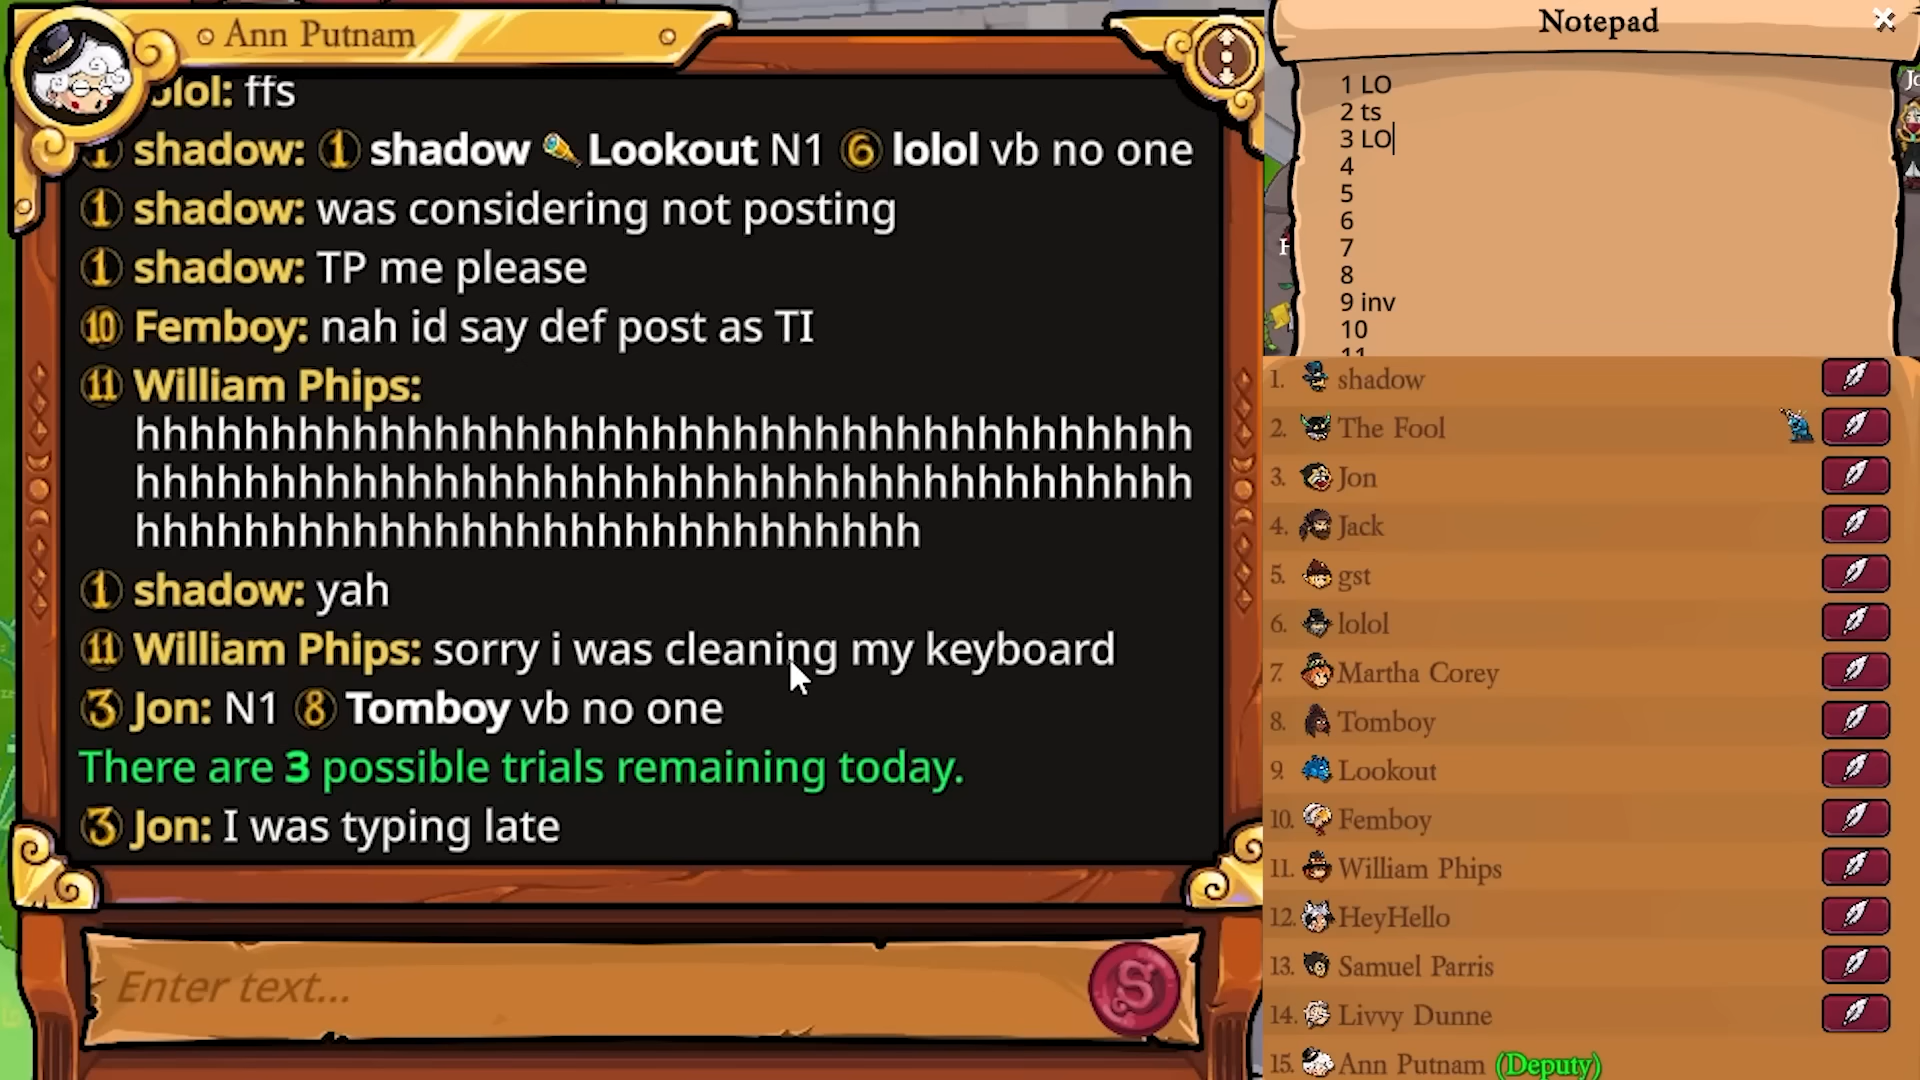 Ann Putnam
lolol: ffs
1 shadow: 1 shadow Lookout N1 6 lolol vb no one
1 shadow: was considering not posting
1 shadow: TP me please
10 Femboy: nah id say def post as TI
11 William Phips:
hhhhhhhhhhhhhhhhhhhhhhhhhhhhhhhhhhhhhhh
hhhhhhhhhhhhhhhhhhhhhhhhhhhhhhhhhhhhhhh
hhhhhhhhhhhhhhhhhhhhhhhhhhhhh
1 shadow: yah
11 William Phips: sorry i was cleaning my keyboard
3 Jon: N1 8 Tomboy vb no one
There are 3 possible trials remaining today.
3 Jon: I was typing late
Enter text...
S
Notepad
1 LO
2 ts
3 LO
4
5
6
7
8
9 inv
10
11
1. shadow
2. The Fool
3. Jon
4. Jack
5. gst
6. lolol
7. Martha Corey
8. Tomboy
9. Lookout
10. Femboy
11. William Phips
12. HeyHello
13. Samuel Parris
14. Livvy Dunne
15. Ann Putnam (Deputy)